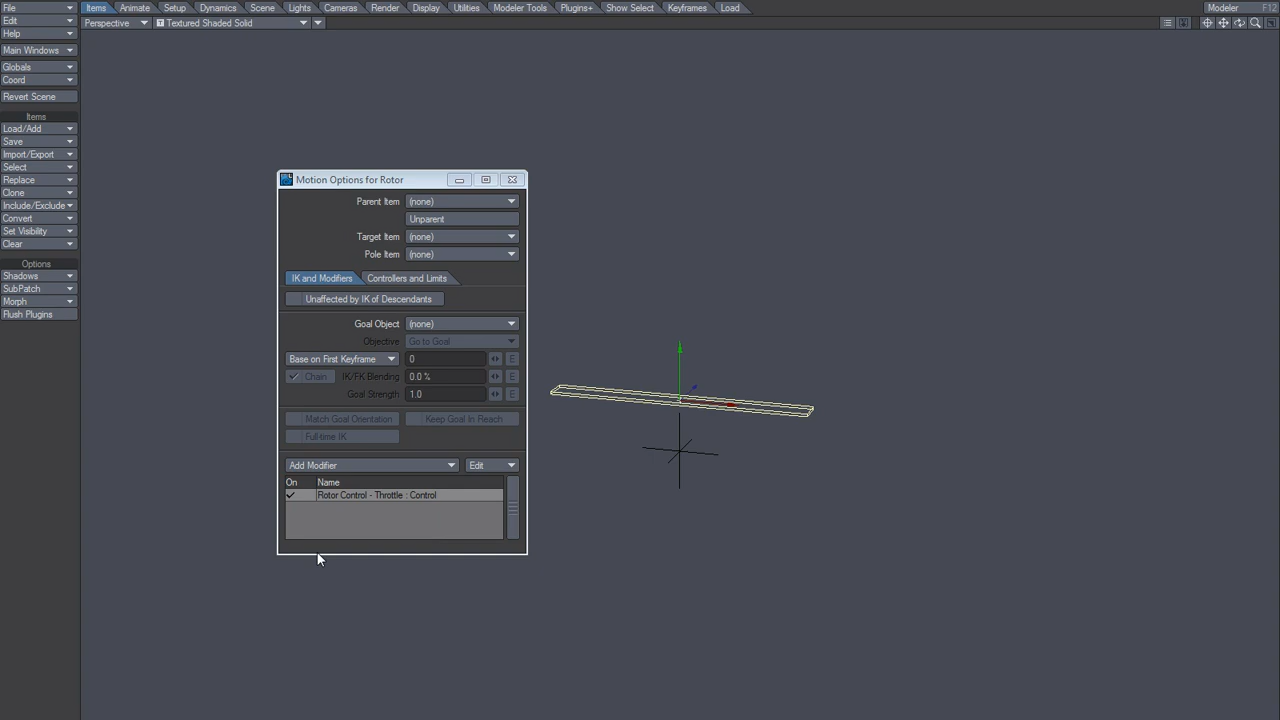 File
Items
Animate
Setup
Dynamics
Scene
Lights
Cameras
Render
Display
Utilities
Modeler Tools
Plugins+
Show Select
Keyframes
Load
Modeler F12
Edit
Perspective
T Textured Shaded Solid
Help
Main Windows
Globals
Coord
Revert Scene
Items
Load/Add
Save
Import/Export
Select
Replace
Clone
Include/Exclude
Convert
Set Visibility
Clear
Options
Shadows
SubPatch
Morph
Flush Plugins
Motion Options for Rotor
Parent Item (none)
Unparent
Target Item (none)
Pole Item (none)
IK and Modifiers Controllers and Limits
Unaffected by IK of Descendants
Goal Object (none)
Objective Go to Goal
Base on First Keyframe 0 E
Chain IK/FK Blending 0.0 % E
Goal Strength 1.0 E
Match Goal Orientation Keep Goal In Reach
Full-time IK
Add Modifier Edit
On Name
Rotor Control - Throttle : Control